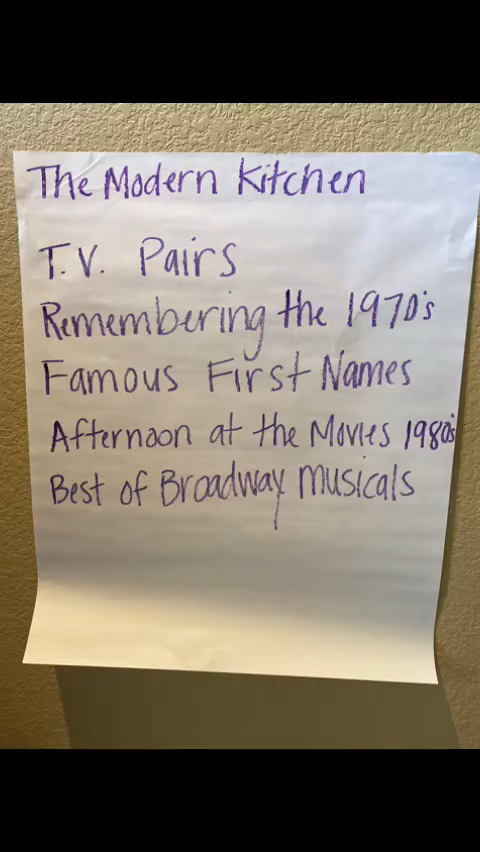 The Modern Kitchen
T.V. Pairs
Remembering the 1970's
Famous First Names
Afternoon at the Movies 1980's
Best of Broadway Musicals